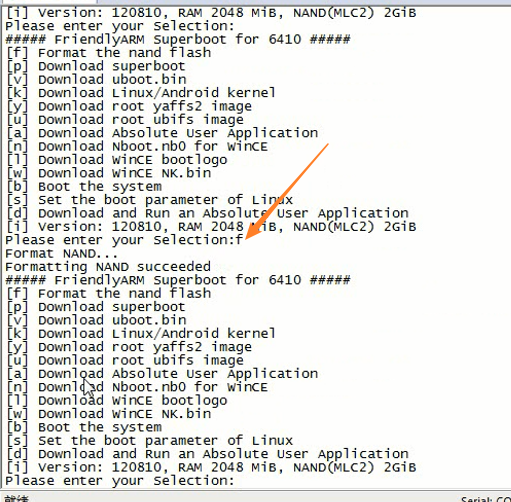 [i] Version: 120810, RAM 2048 MiB, NAND(MLC2) 2GiB
Please enter your Selection:
##### FriendlyARM Superboot for 6410 #####
[f] Format the nand flash
[p] Download superboot
[v] Download uboot.bin
[k] Download Linux/Android kernel
[y] Download root yaffs2 image
[u] Download root ubifs image
[a] Download Absolute User Application
[n] Download Nboot.nb0 for WinCE
[l] Download WinCE bootlogo
[w] Download WinCE NK.bin
[b] Boot the system
[s] Set the boot parameter of Linux
[d] Download and Run an Absolute User Application
[i] Version: 120810, RAM 2048 MiB, NAND(MLC2) 2GiB
Please enter your Selection:f
Format NAND...
Formatting NAND succeeded
##### FriendlyARM Superboot for 6410 #####
[f] Format the nand flash
[p] Download superboot
[v] Download uboot.bin
[k] Download Linux/Android kernel
[y] Download root yaffs2 image
[u] Download root ubifs image
[a] Download Absolute User Application
[n] Download Nboot.nb0 for WinCE
[l] Download WinCE bootlogo
[w] Download WinCE NK.bin
[b] Boot the system
[s] Set the boot parameter of Linux
[d] Download and Run an Absolute User Application
[i] Version: 120810, RAM 2048 MiB, NAND(MLC2) 2GiB
Please enter your Selection:
就绪 Serial: CO